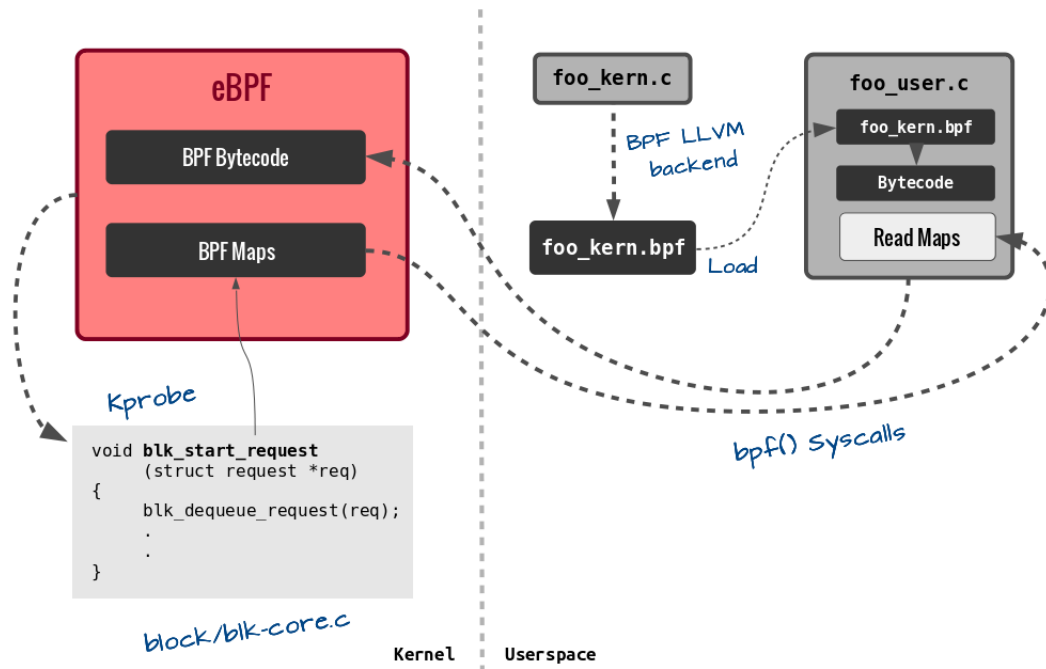 eBPF
BPF Bytecode
BPF Maps
Kprobe
void blk_start_request
(struct request *req)
{
blk_dequeue_request(req);
.
.
}
block/blk-core.c
foo_kern.c
BPF LLVM
backend
foo_kern.bpf
Load
foo_user.c
foo_kern.bpf
Bytecode
Read Maps
bpf() Syscalls
Kernel
Userspace